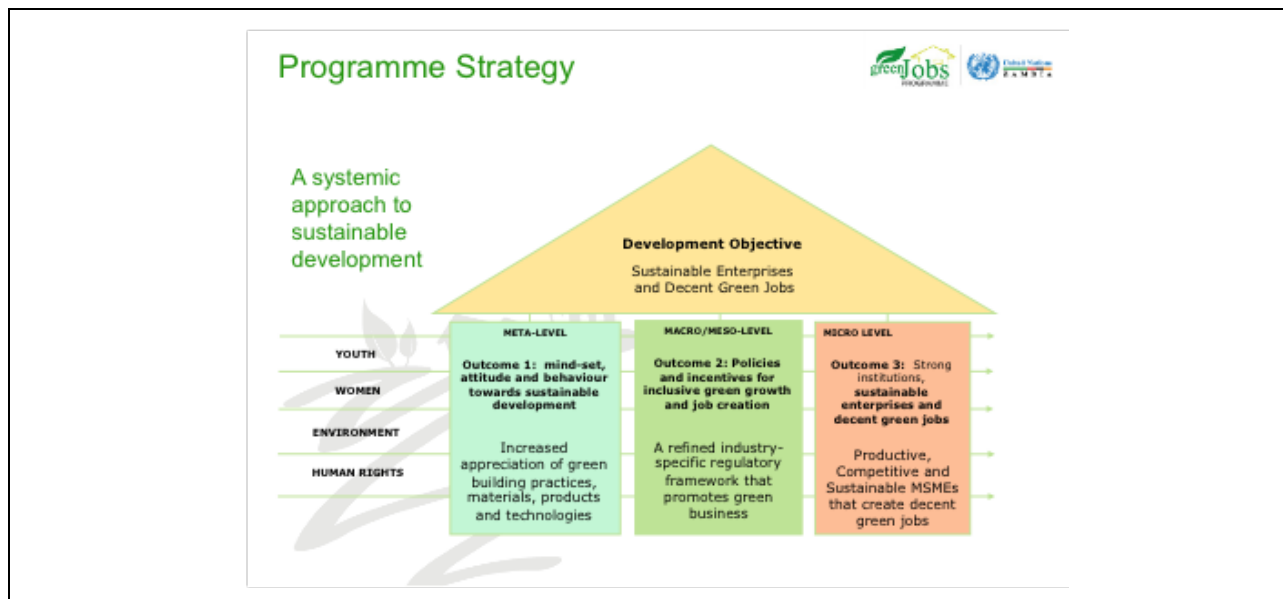 Programme Strategy
green Jobs
PROGRAMME
United Nations
ZAMBIA
A systemic
approach to
sustainable
development
Development Objective
Sustainable Enterprises
and Decent Green Jobs
YOUTH
WOMEN
ENVIRONMENT
HUMAN RIGHTS
META-LEVEL
Outcome 1: mind-set,
attitude and behaviour
towards sustainable
development
Increased
appreciation of green
building practices,
materials, products
and technologies
MACRO/MESO-LEVEL
Outcome 2: Policies
and incentives for
inclusive green growth
and job creation
A refined industry-
specific regulatory
framework that
promotes green
business
MICRO LEVEL
Outcome 3: Strong
institutions,
sustainable
enterprises and
decent green jobs
Productive,
Competitive and
Sustainable MSMEs
that create decent
green jobs